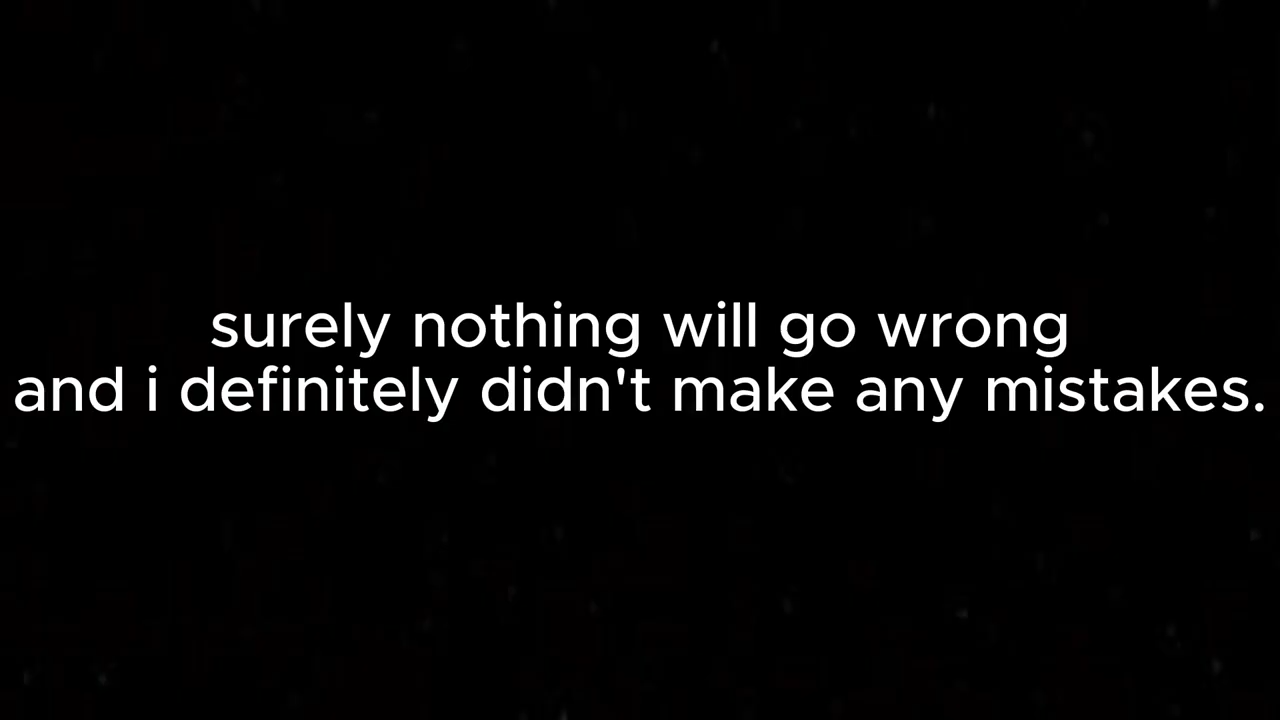 surely nothing will go wrong
and i definitely didn't make any mistakes.